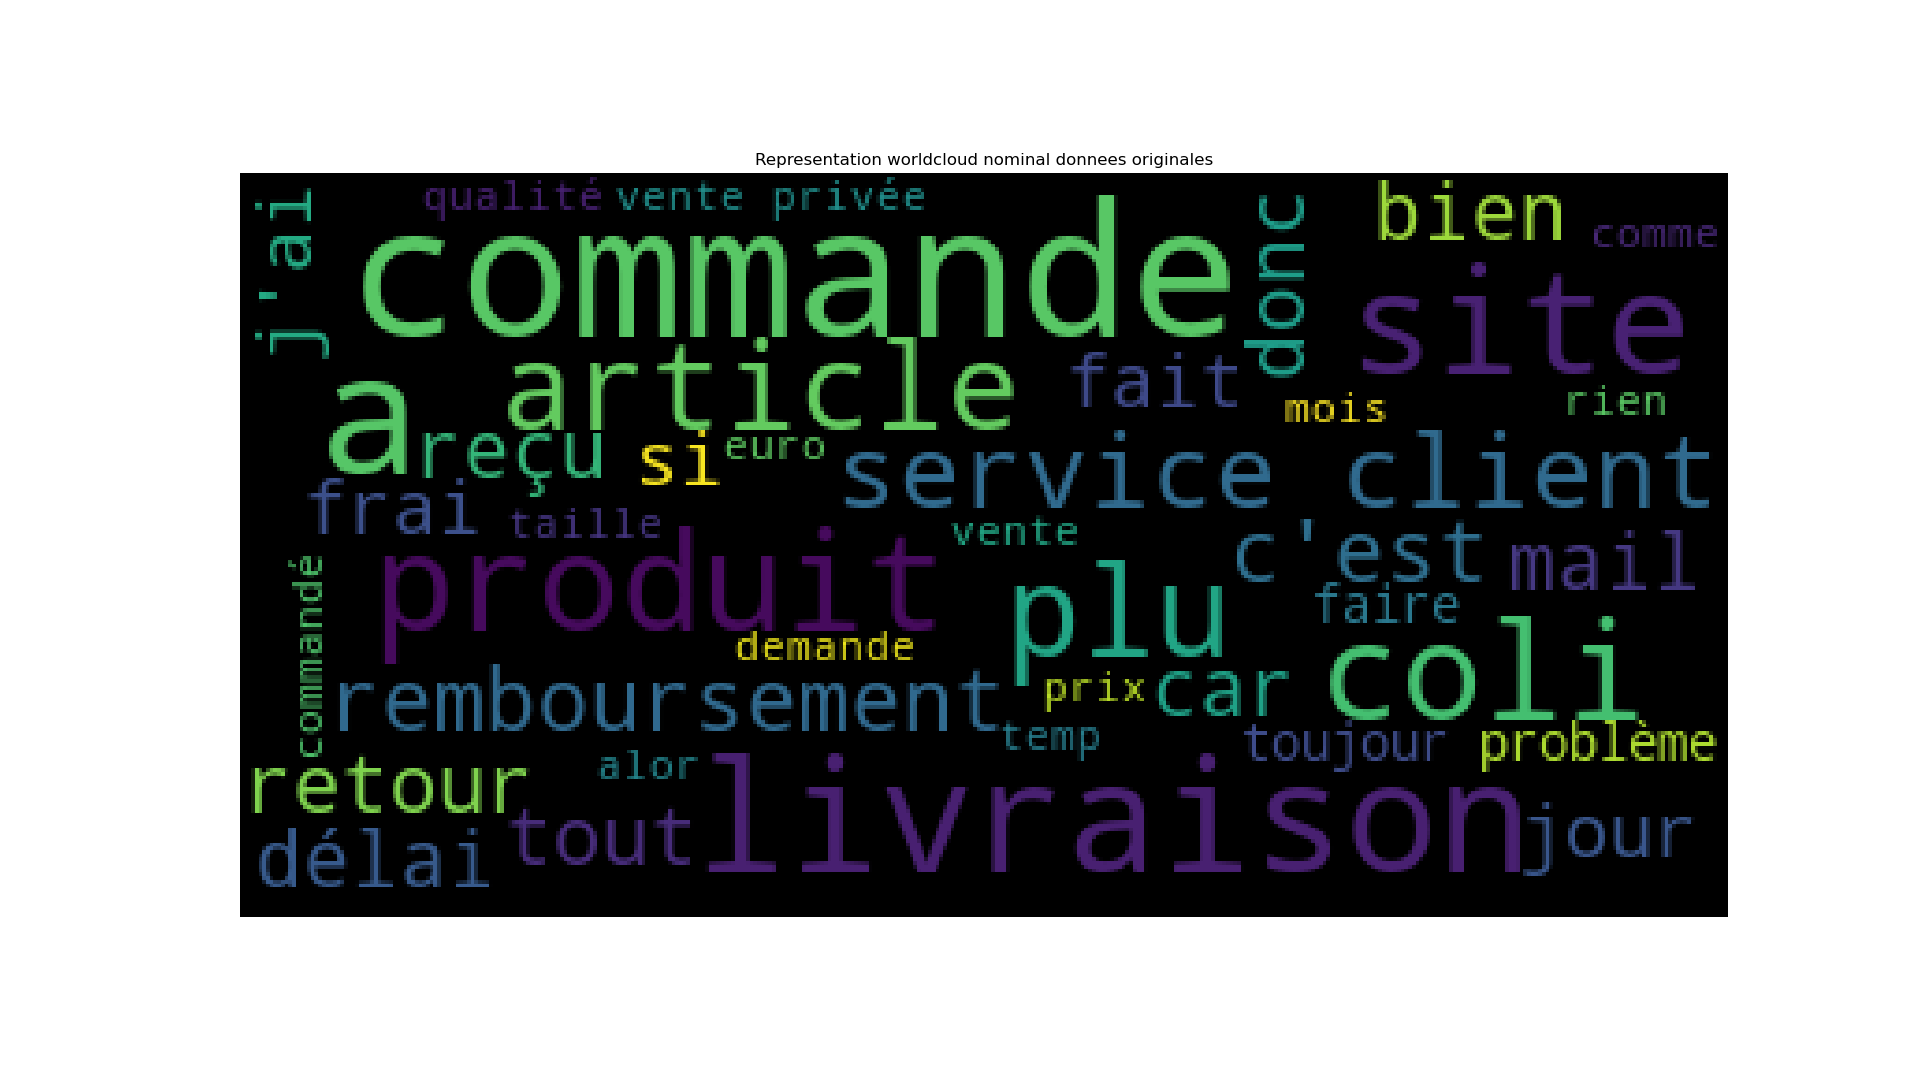 Representation worldcloud nominal donnees originales
j'ai
qualité
vente privée
commande
donc
bien
comme
site
article
fait
mois
rien
a
reçu
si
euro
service client
frai
taille
vente
c'est
mail
commandé
produit
plu
faire
demande
coli
remboursement
prix
car
temp
toujour
problème
retour
alor
livraison
délai
tout
jour